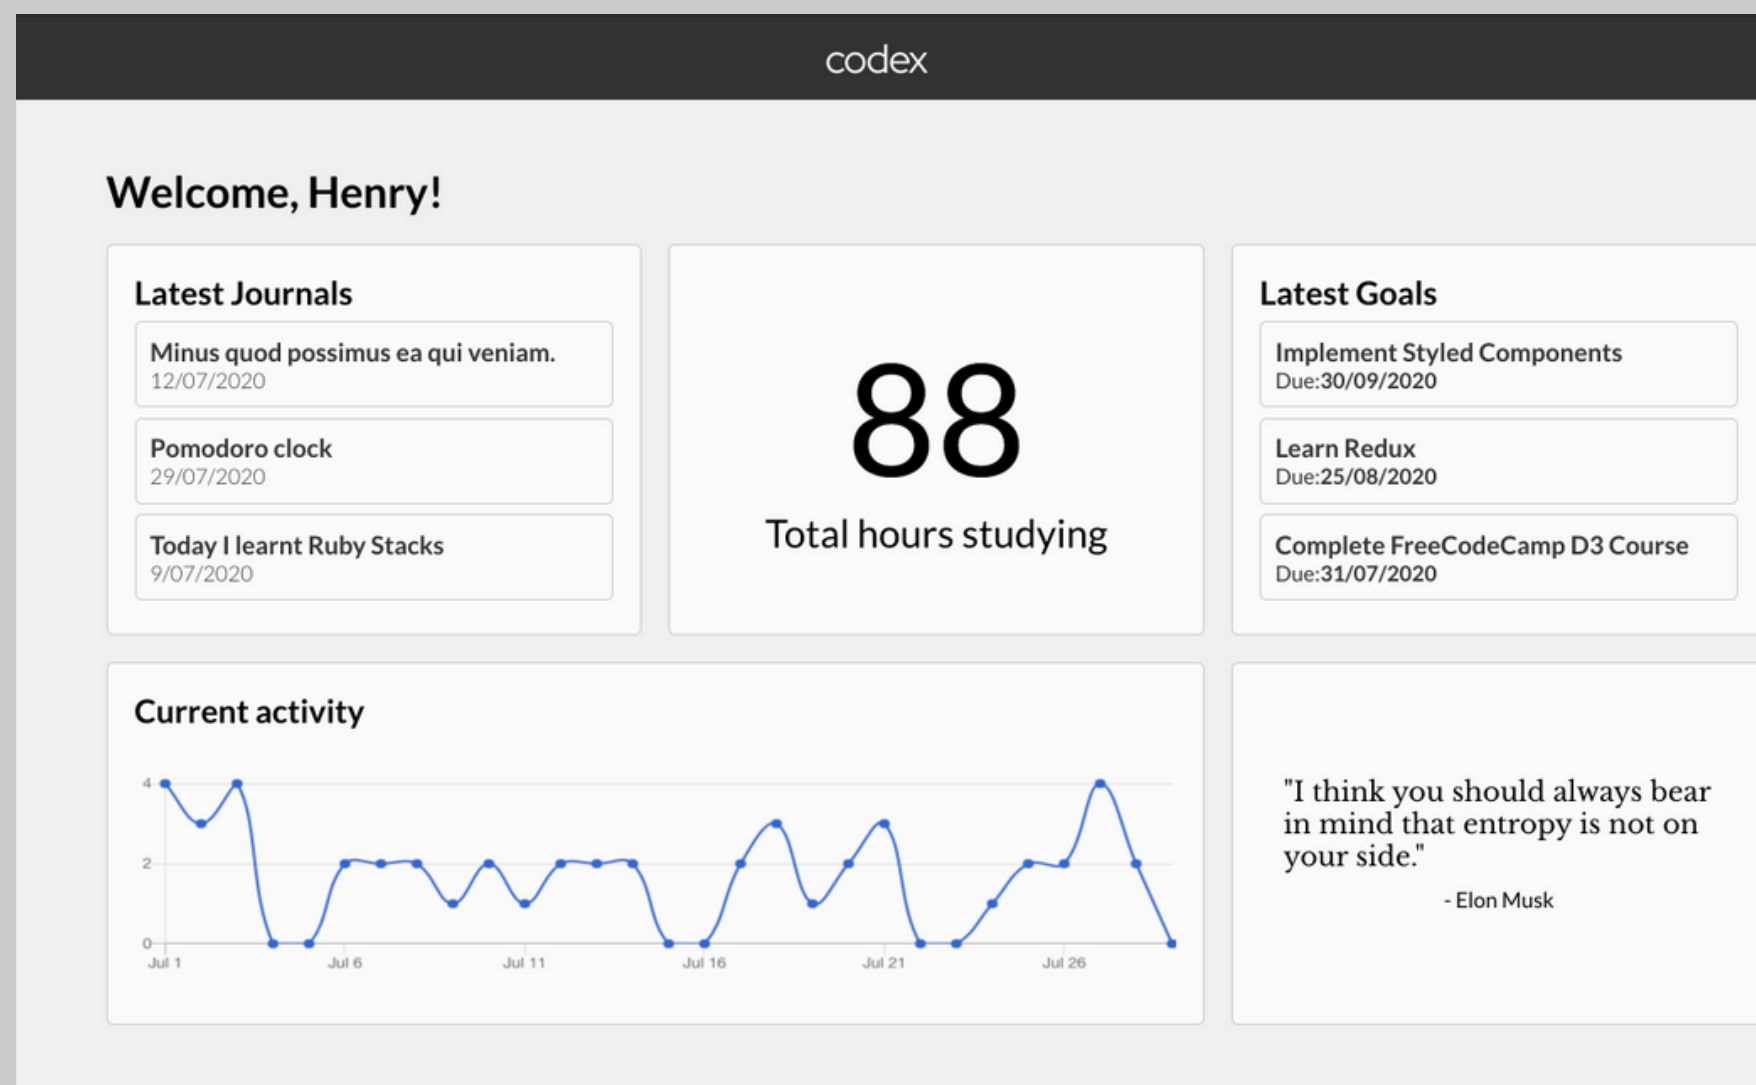 codex
Welcome, Henry!
Latest Journals
Minus quod possimus ea qui veniam.
12/07/2020
Pomodoro clock
29/07/2020
Today I learnt Ruby Stacks
9/07/2020
88
Total hours studying
Latest Goals
Implement Styled Components
Due:30/09/2020
Learn Redux
Due:25/08/2020
Complete FreeCodeCamp D3 Course
Due:31/07/2020
Current activity
4
2
0
Jul 1 Jul 6 Jul 11 Jul 16 Jul 21 Jul 26
"I think you should always bear
in mind that entropy is not on
your side."
- Elon Musk